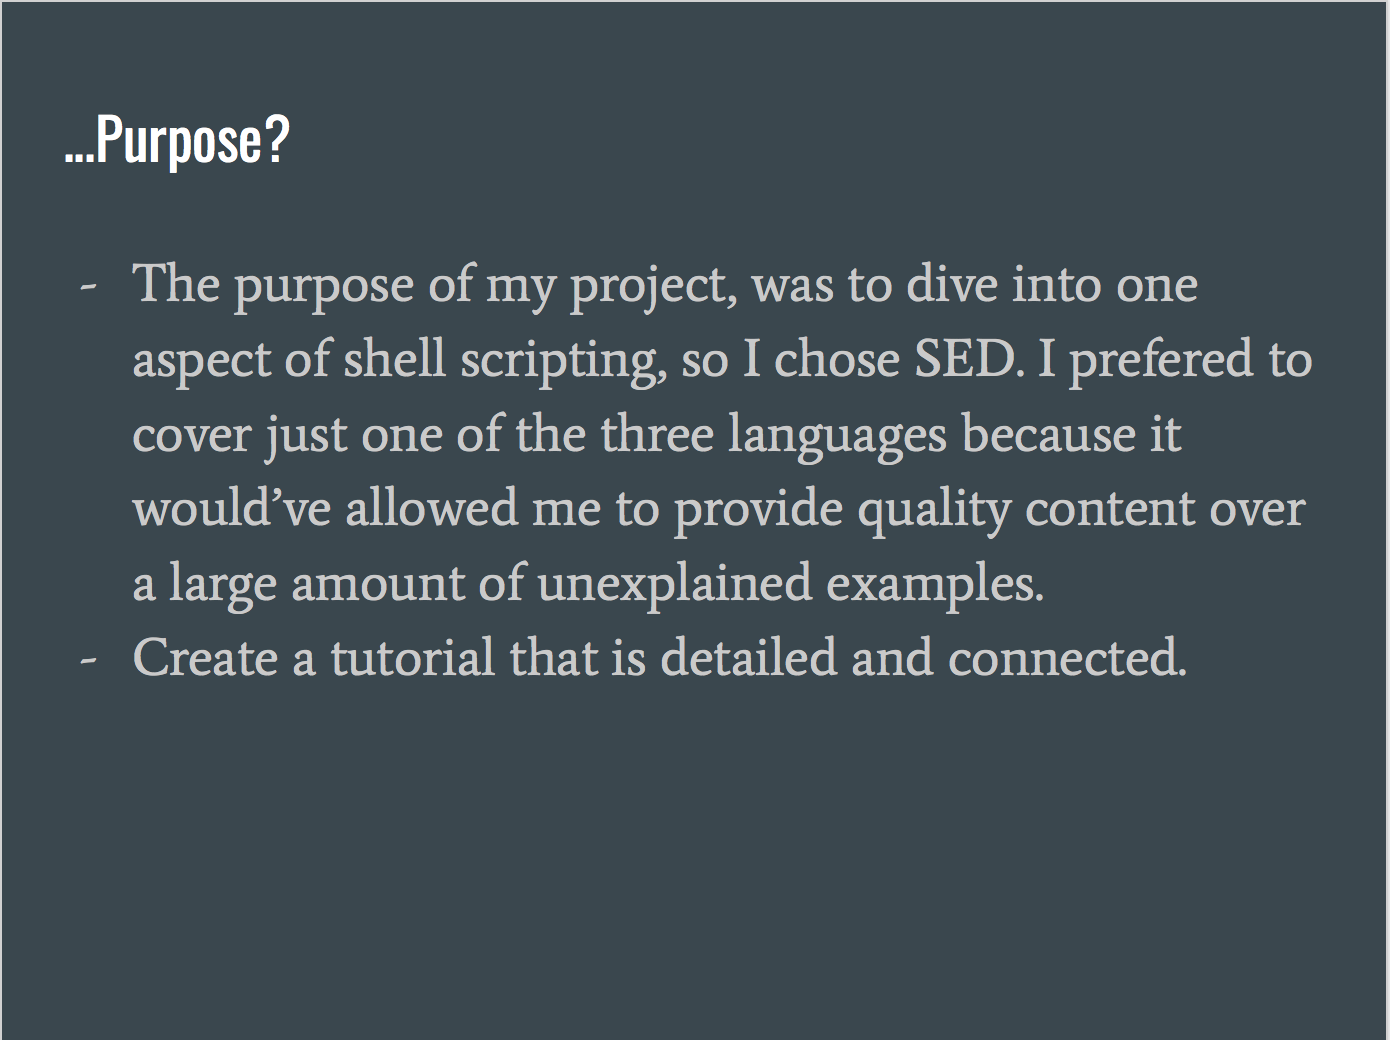 ...Purpose?
- The purpose of my project, was to dive into one
aspect of shell scripting, so I chose SED. I prefered to
cover just one of the three languages because it
would’ve allowed me to provide quality content over
a large amount of unexplained examples.
- Create a tutorial that is detailed and connected.